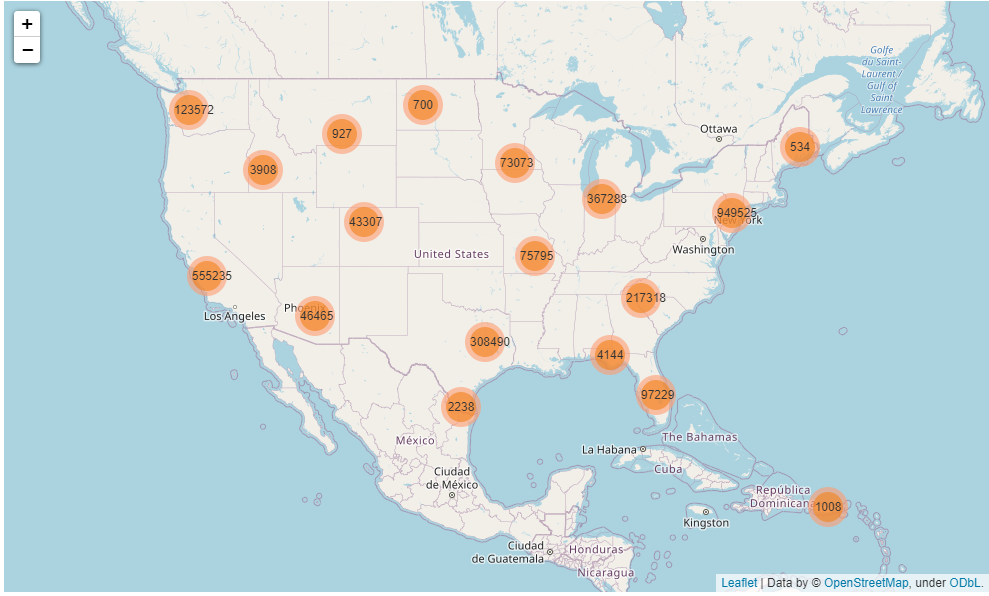 +
−
Golfe
du Saint-
Laurent /
Gulf of
Saint
Lawrence
700
123572
Ottawa
927
534
73073
3908
367288
949525
New York
43307
Washington
United States
75795
555235
217318
Phoenix
46465
Los Angeles
308490
4144
97229
2238
The Bahamas
México
La Habana
Cuba
Ciudad
de México
República
Dominicana
1008
Kingston
Ciudad
de Guatemala
Honduras
Nicaragua
Leaflet | Data by © OpenStreetMap, under ODbL.